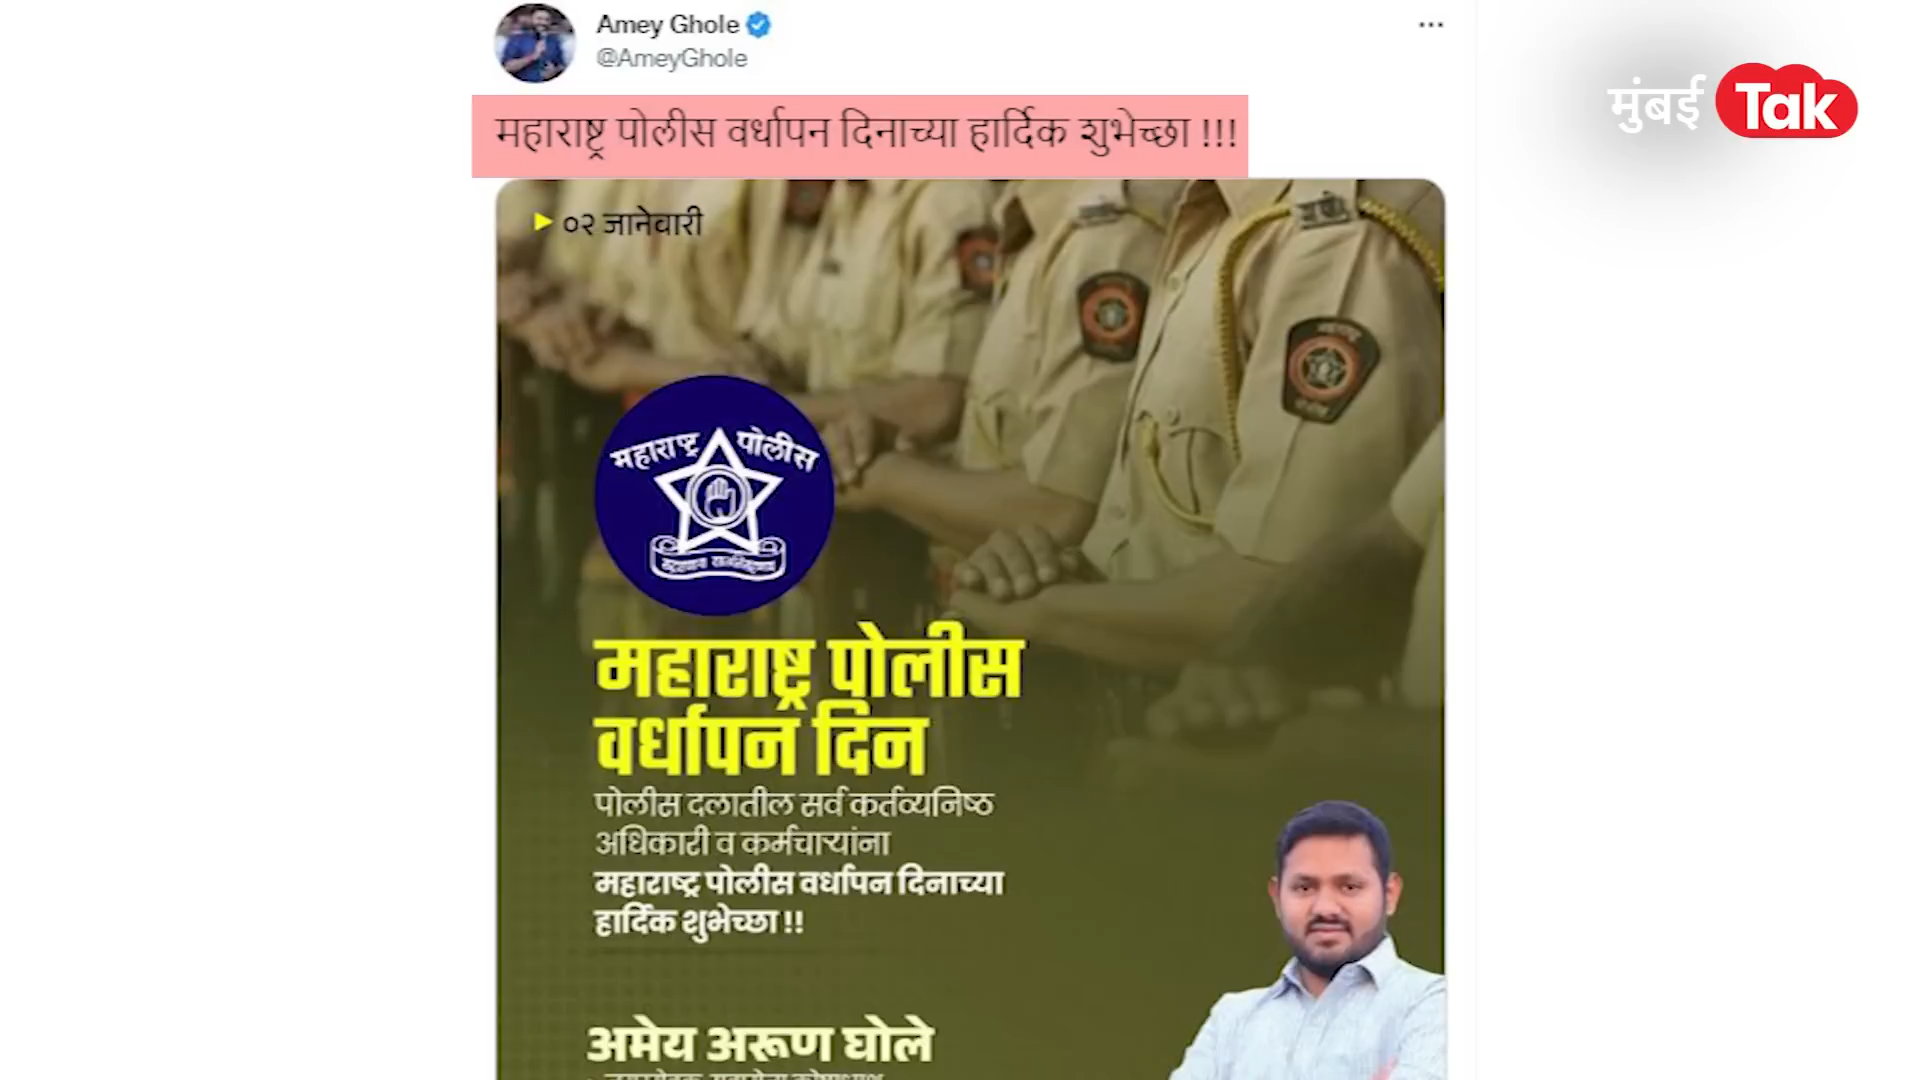 Amey Ghole
@AmeyGhole
मुंबई Tak
महाराष्ट्र पोलीस वर्धापन दिनाच्या हार्दिक शुभेच्छा !!!
०२ जानेवारी
महाराष्ट्र पोलीस
महाराष्ट्र पोलीस
वर्धापन दिन
पोलीस दलातील सर्व कर्तव्यनिष्ठ
अधिकारी व कर्मचाऱ्यांना
महाराष्ट्र पोलीस वर्धापन दिनाच्या
हार्दिक शुभेच्छा !!
अमेय अरूण घोले